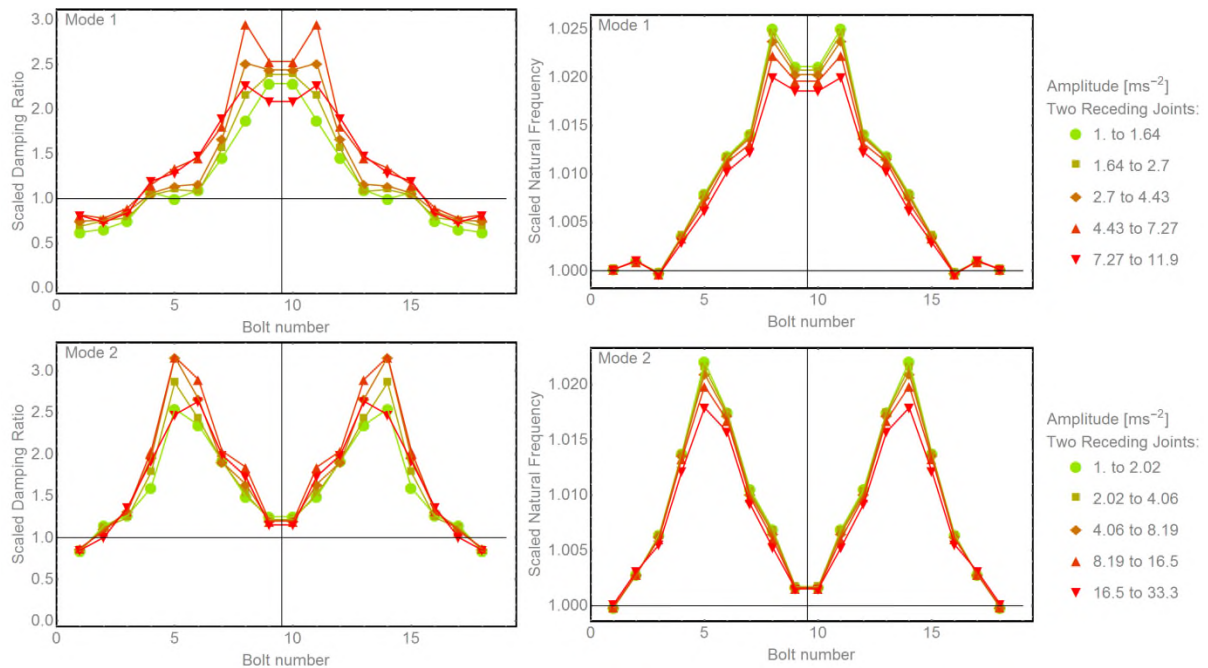 Mode 1
Scaled Damping Ratio
3.0
2.5
2.0
1.5
1.0
0.5
0.0
0 5 10 15
Bolt number
Mode 1
Scaled Natural Frequency
1.025
1.020
1.015
1.010
1.005
1.000
0 5 10 15
Bolt number
Amplitude [ms⁻²]
Two Receding Joints:
1. to 1.64
1.64 to 2.7
2.7 to 4.43
4.43 to 7.27
7.27 to 11.9
Mode 2
Scaled Damping Ratio
3.0
2.5
2.0
1.5
1.0
0.5
0.0
0 5 10 15
Bolt number
Mode 2
Scaled Natural Frequency
1.020
1.015
1.010
1.005
1.000
0 5 10 15
Bolt number
Amplitude [ms⁻²]
Two Receding Joints:
1. to 2.02
2.02 to 4.06
4.06 to 8.19
8.19 to 16.5
16.5 to 33.3